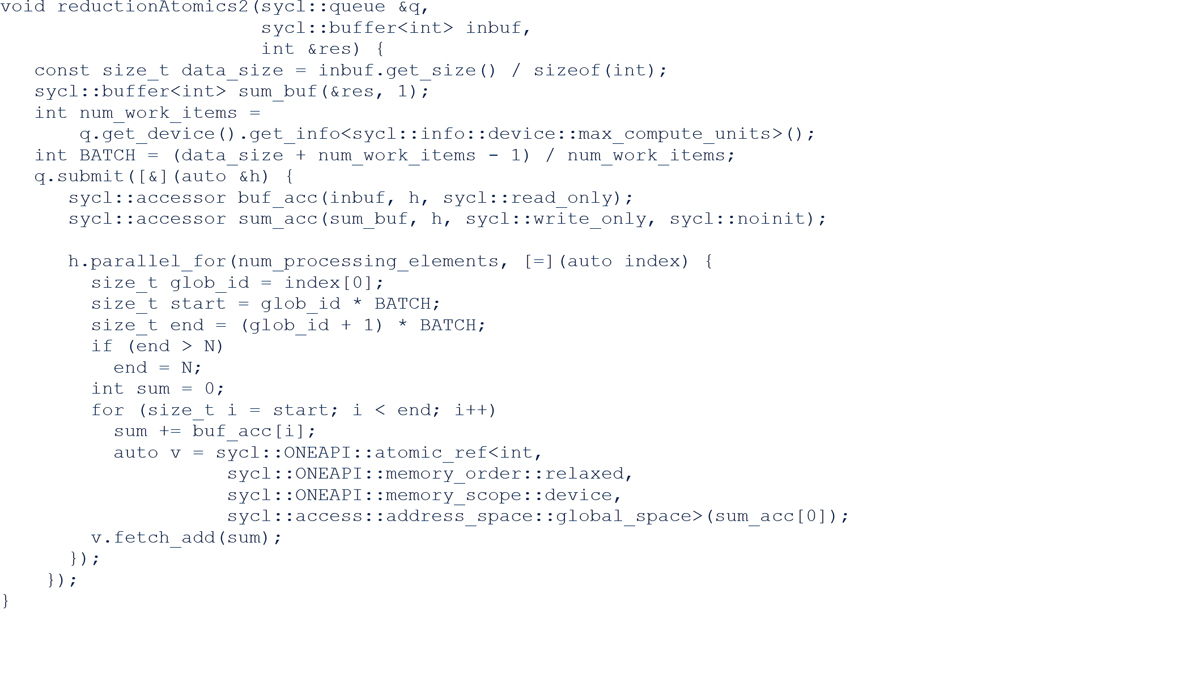 void reductionAtomics2(sycl::queue &q,
sycl::buffer<int> inbuf,
int &res) {
const size_t data_size = inbuf.get_size() / sizeof(int);
sycl::buffer<int> sum_buf(&res, 1);
int num_work_items =
q.get_device().get_info<sycl::info::device::max_compute_units>();
int BATCH = (data_size + num_work_items - 1) / num_work_items;
q.submit([&](auto &h) {
sycl::accessor buf_acc(inbuf, h, sycl::read_only);
sycl::accessor sum_acc(sum_buf, h, sycl::write_only, sycl::noinit);
h.parallel_for(num_processing_elements, [=](auto index) {
size_t glob_id = index[0];
size_t start = glob_id * BATCH;
size_t end = (glob_id + 1) * BATCH;
if (end > N)
end = N;
int sum = 0;
for (size_t i = start; i < end; i++)
sum += buf_acc[i];
auto v = sycl::ONEAPI::atomic_ref<int,
sycl::ONEAPI::memory_order::relaxed,
sycl::ONEAPI::memory_scope::device,
sycl::access::address_space::global_space>(sum_acc[0]);
v.fetch_add(sum);
});
});
}